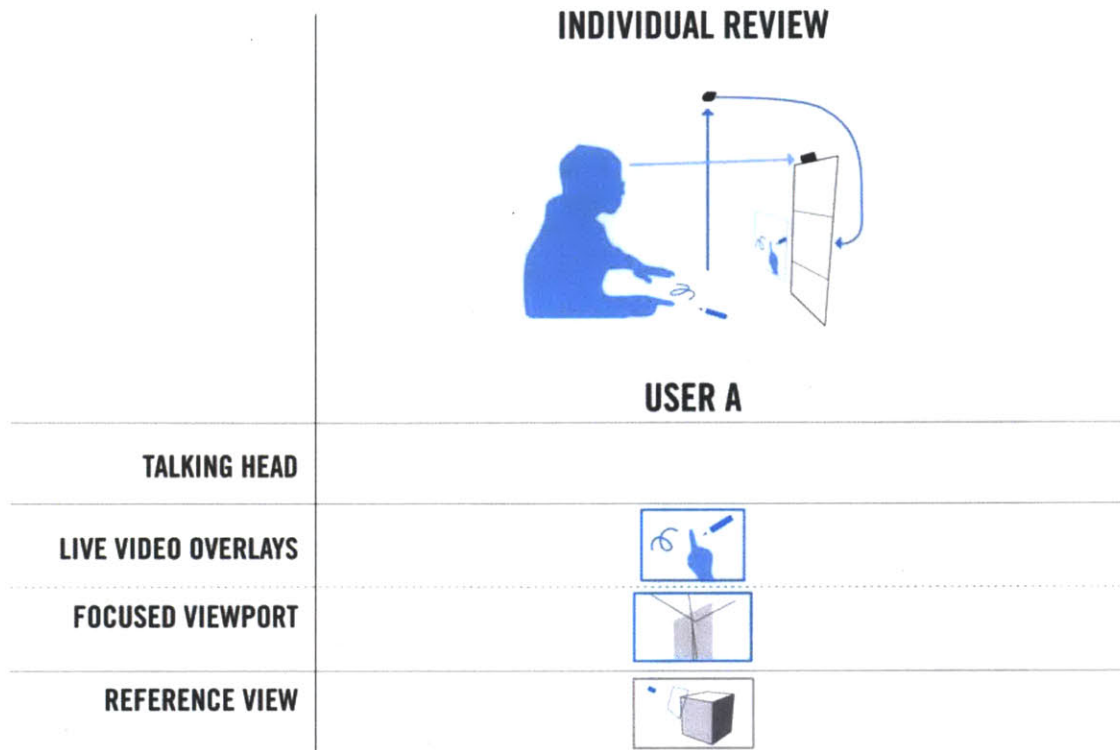 INDIVIDUAL REVIEW
USER A
TALKING HEAD
LIVE VIDEO OVERLAYS
FOCUSED VIEWPORT
REFERENCE VIEW